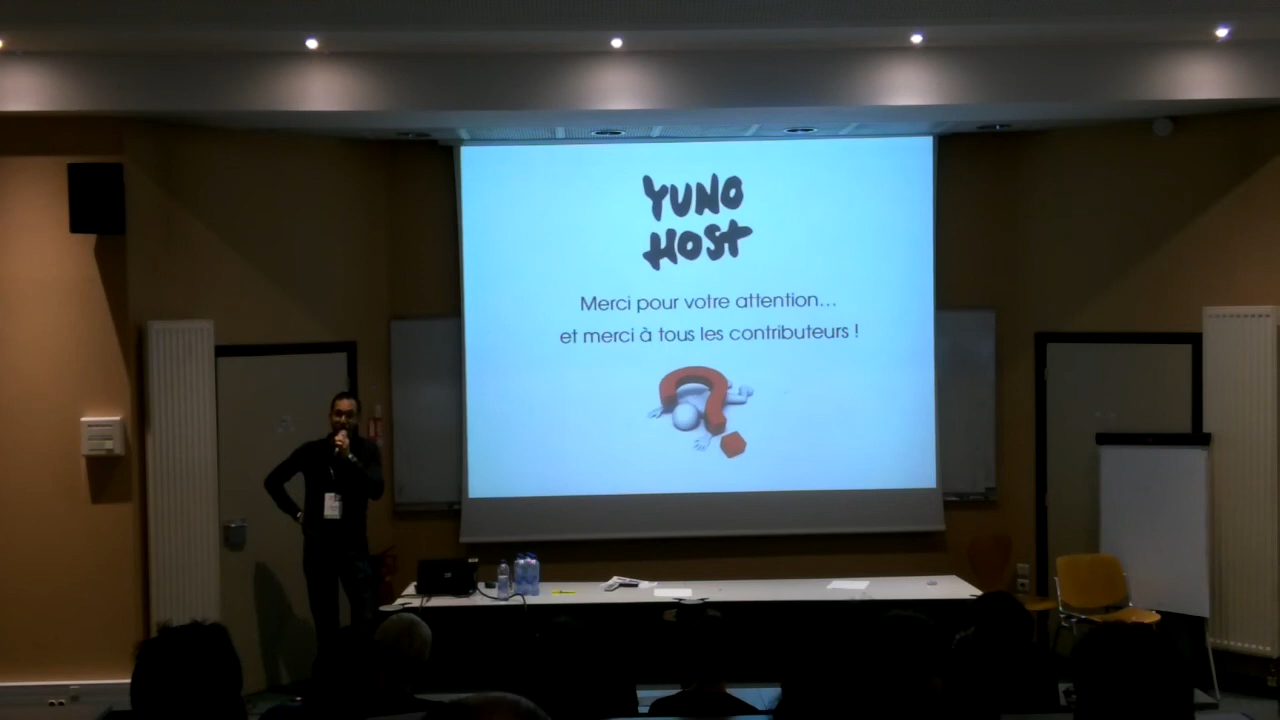 YUNO
HOST
Merci pour votre attention...
et merci à tous les contributeurs !